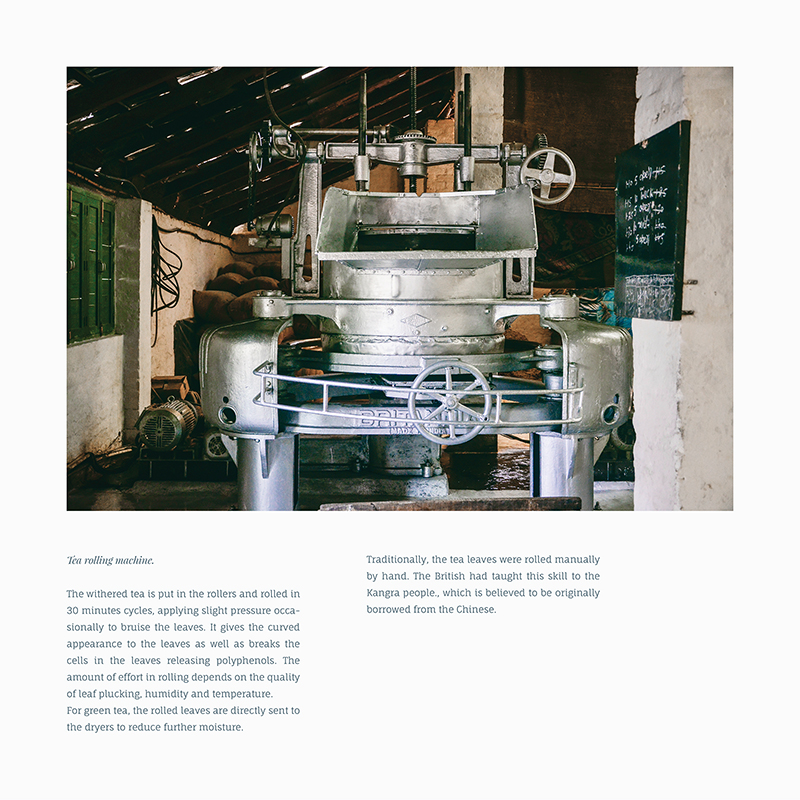 Tea rolling machine.
The withered tea is put in the rollers and rolled in
30 minutes cycles, applying slight pressure occa-
sionally to bruise the leaves. It gives the curved
appearance to the leaves as well as breaks the
cells in the leaves releasing polyphenols. The
amount of effort in rolling depends on the quality
of leaf plucking, humidity and temperature.
For green tea, the rolled leaves are directly sent to
the dryers to reduce further moisture.
Traditionally, the tea leaves were rolled manually
by hand. The British had taught this skill to the
Kangra people., which is believed to be originally
borrowed from the Chinese.